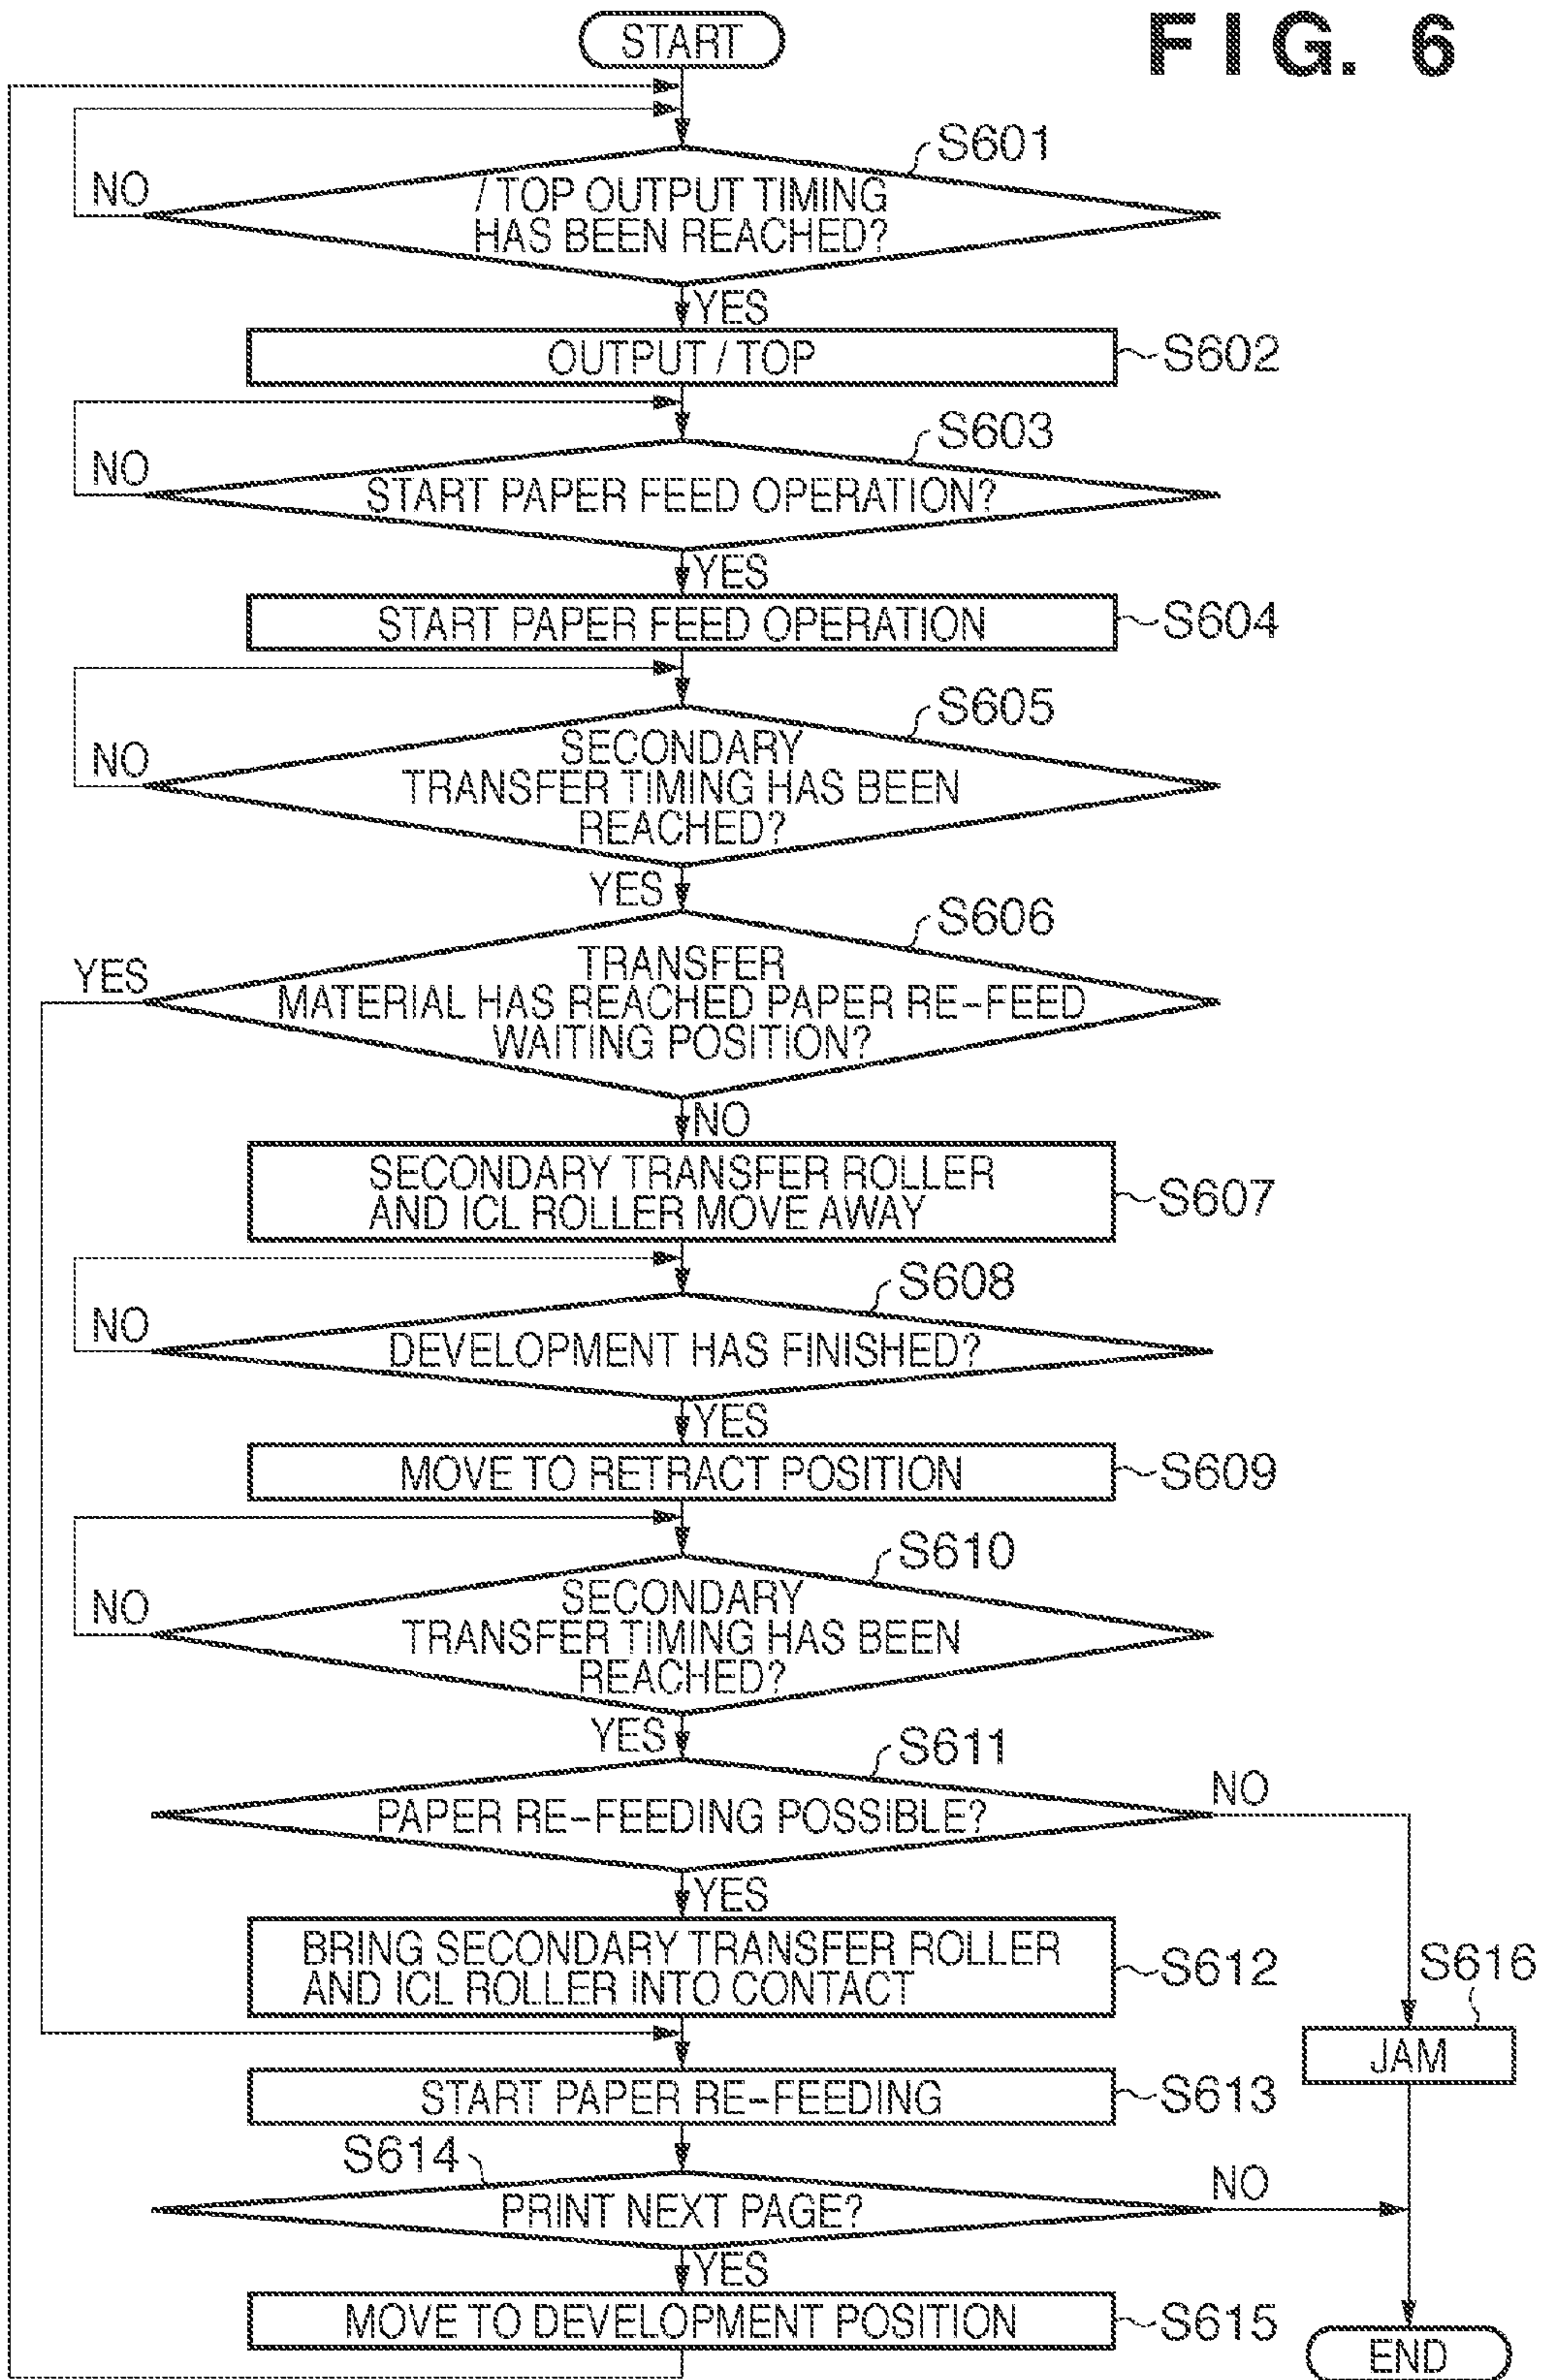 FIG. 6
START
S601
NO
/ TOP OUTPUT TIMING
HAS BEEN REACHED?
YES
OUTPUT / TOP
S602
S603
NO
START PAPER FEED OPERATION?
YES
START PAPER FEED OPERATION
S604
S605
NO
SECONDARY
TRANSFER TIMING HAS BEEN
REACHED?
YES
S606
YES
TRANSFER
MATERIAL HAS REACHED PAPER RE-FEED
WAITING POSITION?
NO
SECONDARY TRANSFER ROLLER
AND ICL ROLLER MOVE AWAY
S607
S608
NO
DEVELOPMENT HAS FINISHED?
YES
MOVE TO RETRACT POSITION
S609
S610
NO
SECONDARY
TRANSFER TIMING HAS BEEN
REACHED?
YES
S611
NO
PAPER RE-FEEDING POSSIBLE?
YES
BRING SECONDARY TRANSFER ROLLER
AND ICL ROLLER INTO CONTACT
S612
S616
JAM
START PAPER RE-FEEDING
S613
S614
NO
PRINT NEXT PAGE?
YES
MOVE TO DEVELOPMENT POSITION
S615
END